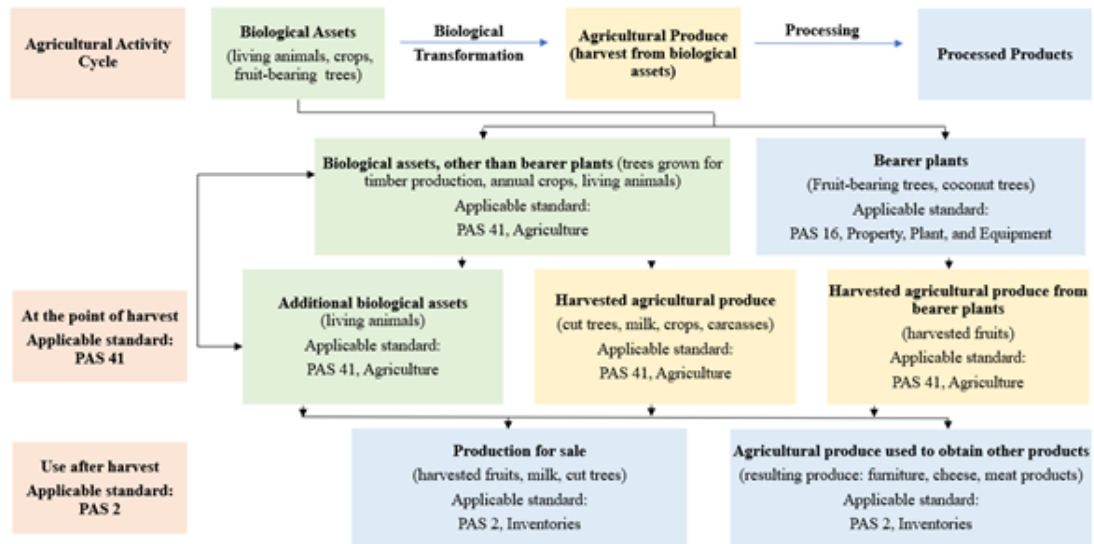 Agricultural Activity
Cycle
Biological Assets
(living animals, crops,
fruit-bearing trees)
Biological
Transformation
Agricultural Produce
(harvest from biological
assets)
Processing
Processed Products
Biological assets, other than bearer plants (trees grown for
timber production, annual crops, living animals)
Applicable standard:
PAS 41, Agriculture
Bearer plants
(Fruit-bearing trees, coconut trees)
Applicable standard:
PAS 16, Property, Plant, and Equipment
At the point of harvest
Applicable standard:
PAS 41
Additional biological assets
(living animals)
Applicable standard:
PAS 41, Agriculture
Harvested agricultural produce
(cut trees, milk, crops, carcasses)
Applicable standard:
PAS 41, Agriculture
Harvested agricultural produce from
bearer plants
(harvested fruits)
Applicable standard:
PAS 41, Agriculture
Use after harvest
Applicable standard:
PAS 2
Production for sale
(harvested fruits, milk, cut trees)
Applicable standard:
PAS 2, Inventories
Agricultural produce used to obtain other products
(resulting produce: furniture, cheese, meat products)
Applicable standard:
PAS 2, Inventories